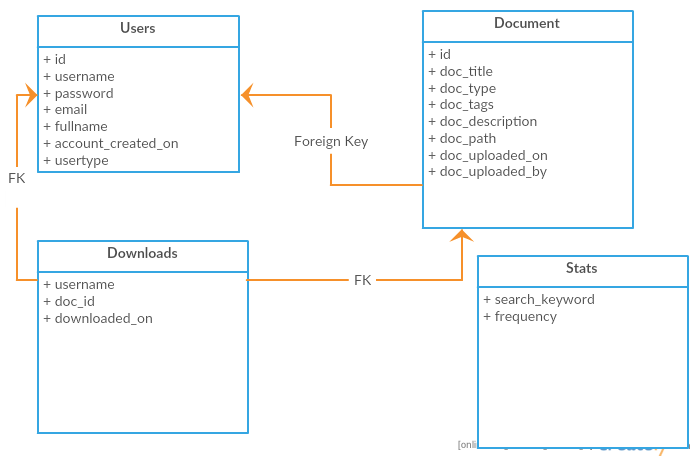 Users
+ id
+ username
+ password
+ email
+ fullname
+ account_created_on
+ usertype
Document
+ id
+ doc_title
+ doc_type
+ doc_tags
+ doc_description
+ doc_path
+ doc_uploaded_on
+ doc_uploaded_by
Foreign Key
FK
Downloads
+ username
+ doc_id
+ downloaded_on
FK
Stats
+ search_keyword
+ frequency